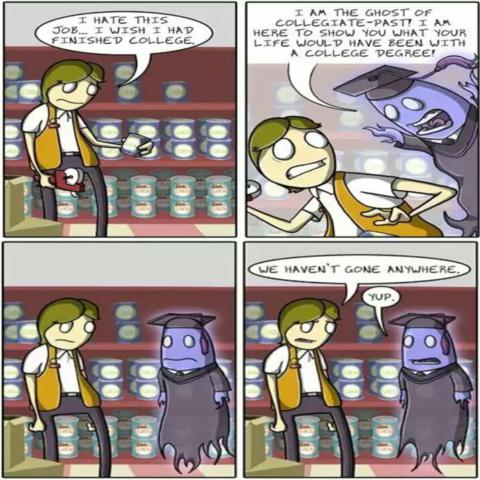 I HATE THIS
JOB... I WISH I HAD
FINISHED COLLEGE.
I AM THE GHOST OF
COLLEGIATE-PAST! I AM
HERE TO SHOW YOU WHAT YOUR
LIFE WOULD HAVE BEEN WITH
A COLLEGE DEGREE!
WE HAVEN'T GONE ANYWHERE.
YUP.